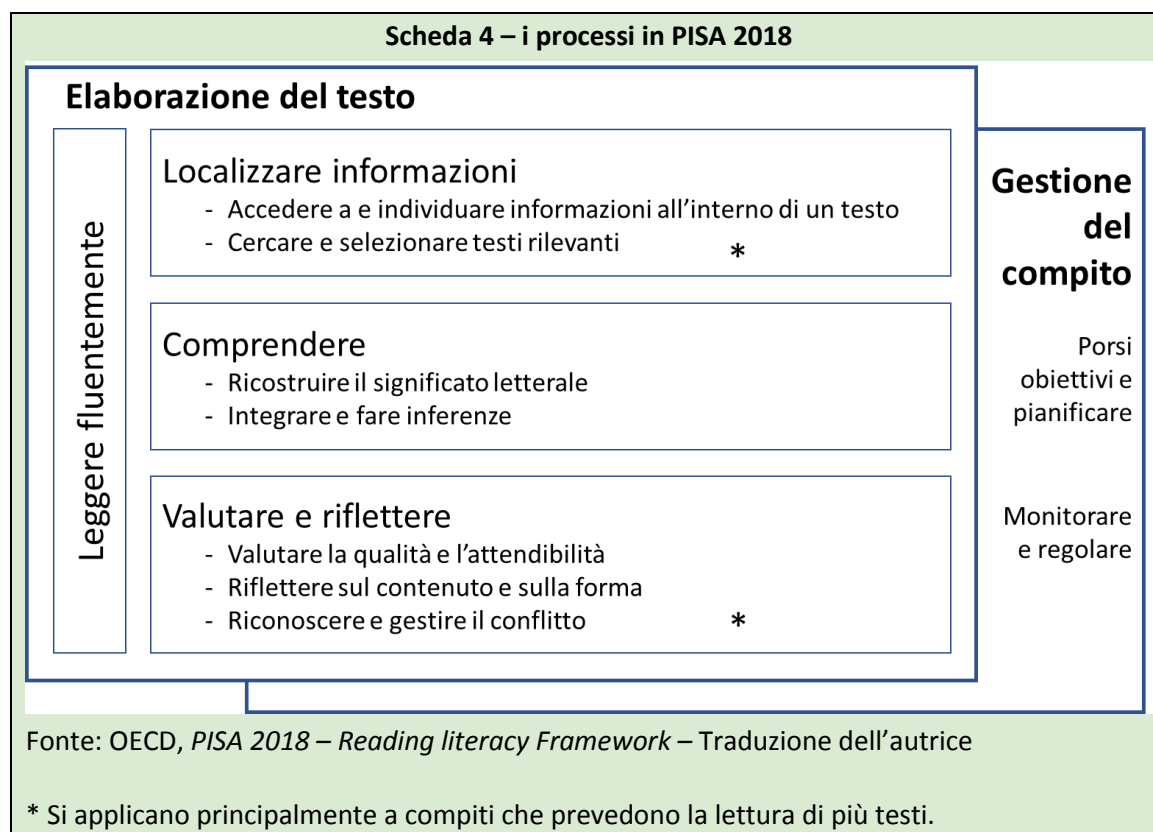 Scheda 4 – i processi in PISA 2018
Elaborazione del testo
Leggere fluentemente
Localizzare informazioni
- Accedere a e individuare informazioni all'interno di un testo
- Cercare e selezionare testi rilevanti *
Comprendere
- Ricostruire il significato letterale
- Integrare e fare inferenze
Valutare e riflettere
- Valutare la qualità e l'attendibilità
- Riflettere sul contenuto e sulla forma
- Riconoscere e gestire il conflitto *
Gestione
del
compito
Porsi
obiettivi e
pianificare
Monitorare
e regolare
Fonte: OECD, PISA 2018 – Reading literacy Framework – Traduzione dell'autrice
* Si applicano principalmente a compiti che prevedono la lettura di più testi.